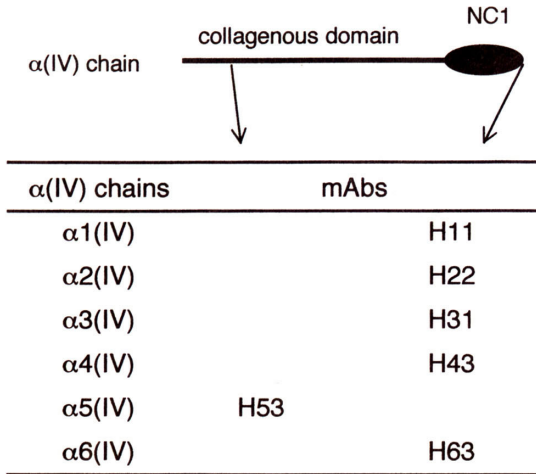 NC1
collagenous domain
α(IV) chain
α(IV) chains mAbs
α1(IV) H11
α2(IV) H22
α3(IV) H31
α4(IV) H43
α5(IV) H53
α6(IV) H63